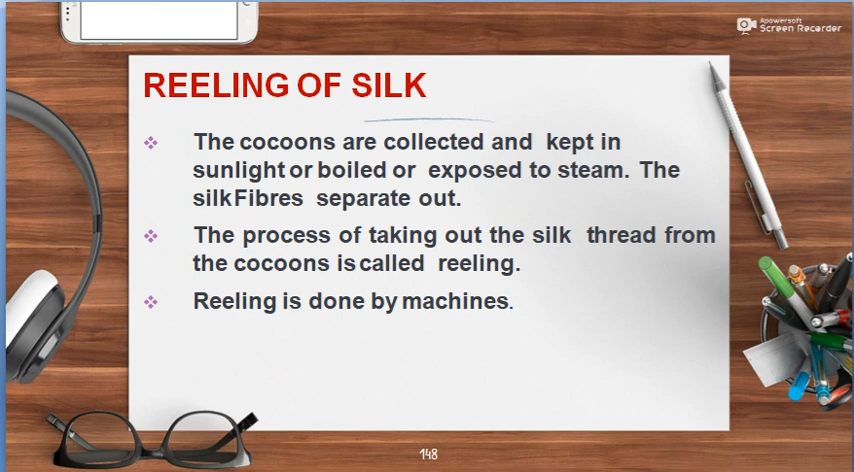 Apowersoft
Screen Recorder
REELING OF SILK
The cocoons are collected and kept in
sunlight or boiled or exposed to steam. The
silkFibres separate out.
The process of taking out the silk thread from
the cocoons is called reeling.
Reeling is done by machines.
148